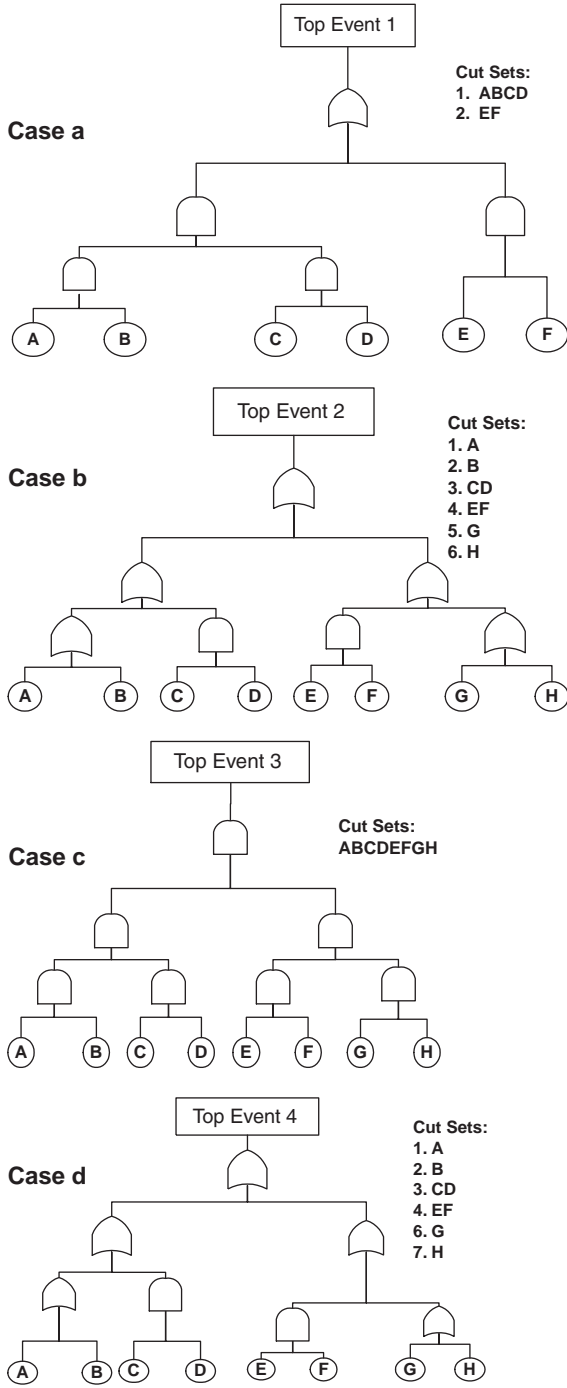 Top Event 1
Cut Sets:
1. ABCD
2. EF
Case a
A B C D E F
Top Event 2
Cut Sets:
1. A
2. B
3. CD
4. EF
5. G
6. H
Case b
A B C D E F G H
Top Event 3
Cut Sets:
ABCDEFGH
Case c
A B C D E F G H
Top Event 4
Cut Sets:
1. A
2. B
3. CD
4. EF
6. G
7. H
Case d
A B C D E F G H